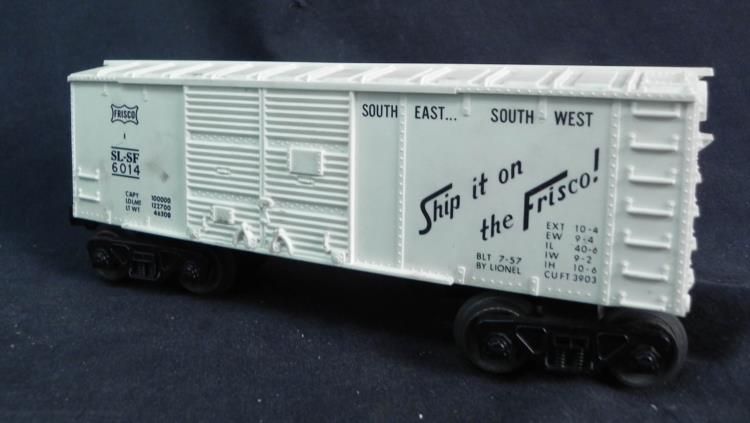 FRISCO
1
SL-SF
6014
CAPY 100000
LD LMT 122700
LT WT 46300
SOUTH EAST... SOUTH WEST
Ship it on
the Frisco!
BLT 7-57
BY LIONEL
EXT 10-4
EW 9-4
IL 40-6
IW 9-2
IH 10-6
CU FT 3903